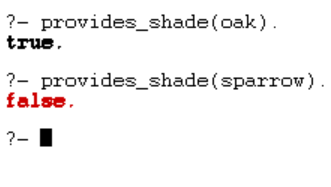 ?- provides_shade(oak).
true.
?- provides_shade(sparrow).
false.
?-